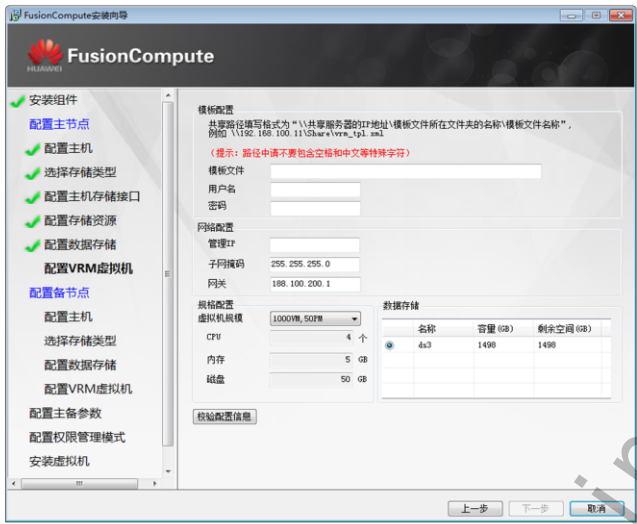 FusionCompute安装向导
HUAWEI
FusionCompute
安装组件
配置主节点
配置主机
选择存储类型
配置主机存储接口
配置存储资源
配置数据存储
配置VRM虚拟机
配置备节点
配置主机
选择存储类型
配置数据存储
配置VRM虚拟机
配置主备参数
配置权限管理模式
安装虚拟机
模板配置
共享路径填写格式为“\\共享服务器的IP地址\模板文件所在文件夹的名称\模板文件名称”,
例如 \\192.168.100.11\Share\vrm_tpl.xml
(提示: 路径中请不要包含空格和中文等特殊字符)
模板文件
用户名
密码
网络配置
管理IP
子网掩码 255.255.255.0
网关 188.100.200.1
规格配置
虚拟机规模 1000VM,50PM
CPU 4 个
内存 5 GB
磁盘 50 GB
数据存储
名称 容量(GB) 剩余空间(GB)
ds3 1498 1498
校验配置信息
上一步 下一步 取消